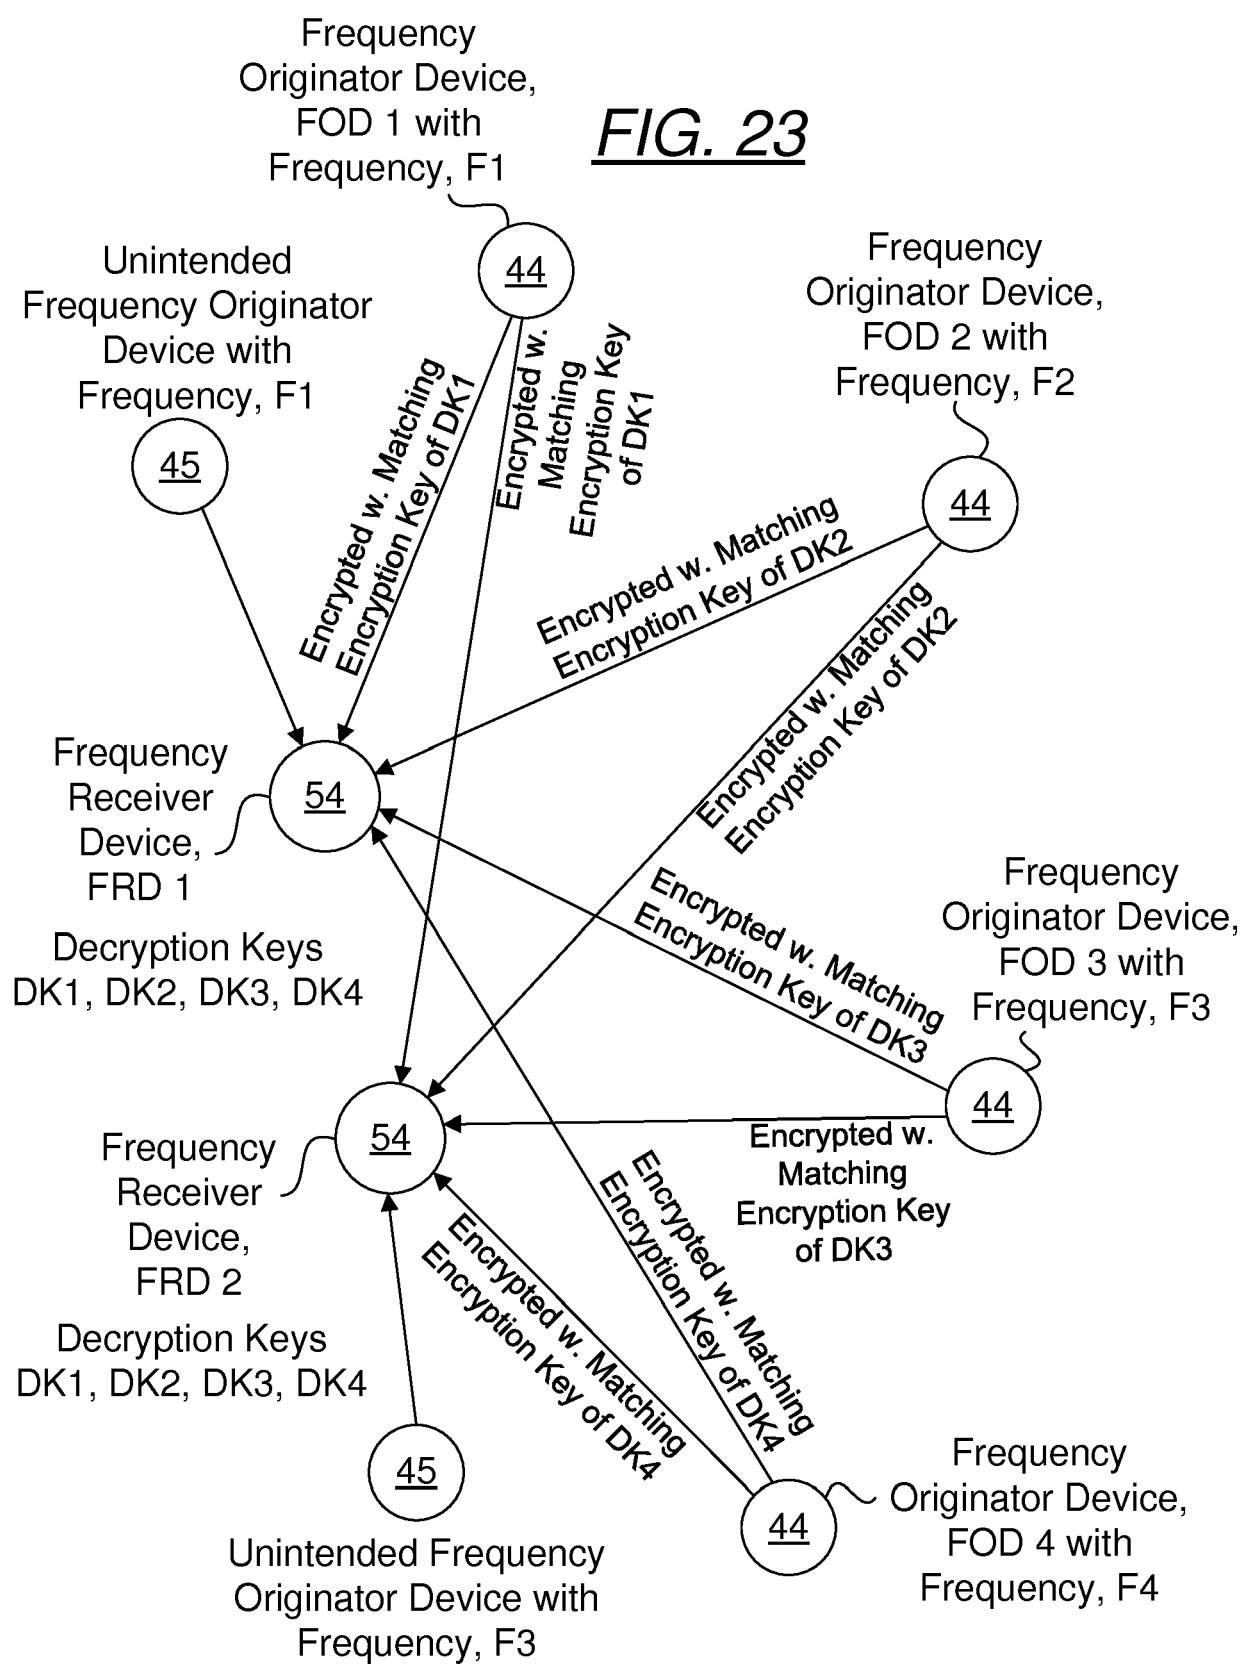 Frequency
Originator Device,
FOD 1 with
Frequency, F1
FIG. 23
44
Unintended
Frequency Originator
Device with
Frequency, F1
45
Frequency
Originator Device,
FOD 2 with
Frequency, F2
44
Encrypted w. Matching
Encryption Key of DK1
Encrypted w.
Matching
Encryption Key
of DK1
Encrypted w. Matching
Encryption Key of DK2
Encrypted w. Matching
Encryption Key of DK2
Frequency
Receiver
Device,
FRD 1
54
Decryption Keys
DK1, DK2, DK3, DK4
Encrypted w. Matching
Encryption Key of DK3
Frequency
Originator Device,
FOD 3 with
Frequency, F3
44
Encrypted w.
Matching
Encryption Key
of DK3
54
Frequency
Receiver
Device,
FRD 2
Decryption Keys
DK1, DK2, DK3, DK4
Encrypted w. Matching
Encryption Key of DK4
Encrypted w. Matching
Encryption Key of DK4
45
Unintended Frequency
Originator Device with
Frequency, F3
44
Frequency
Originator Device,
FOD 4 with
Frequency, F4